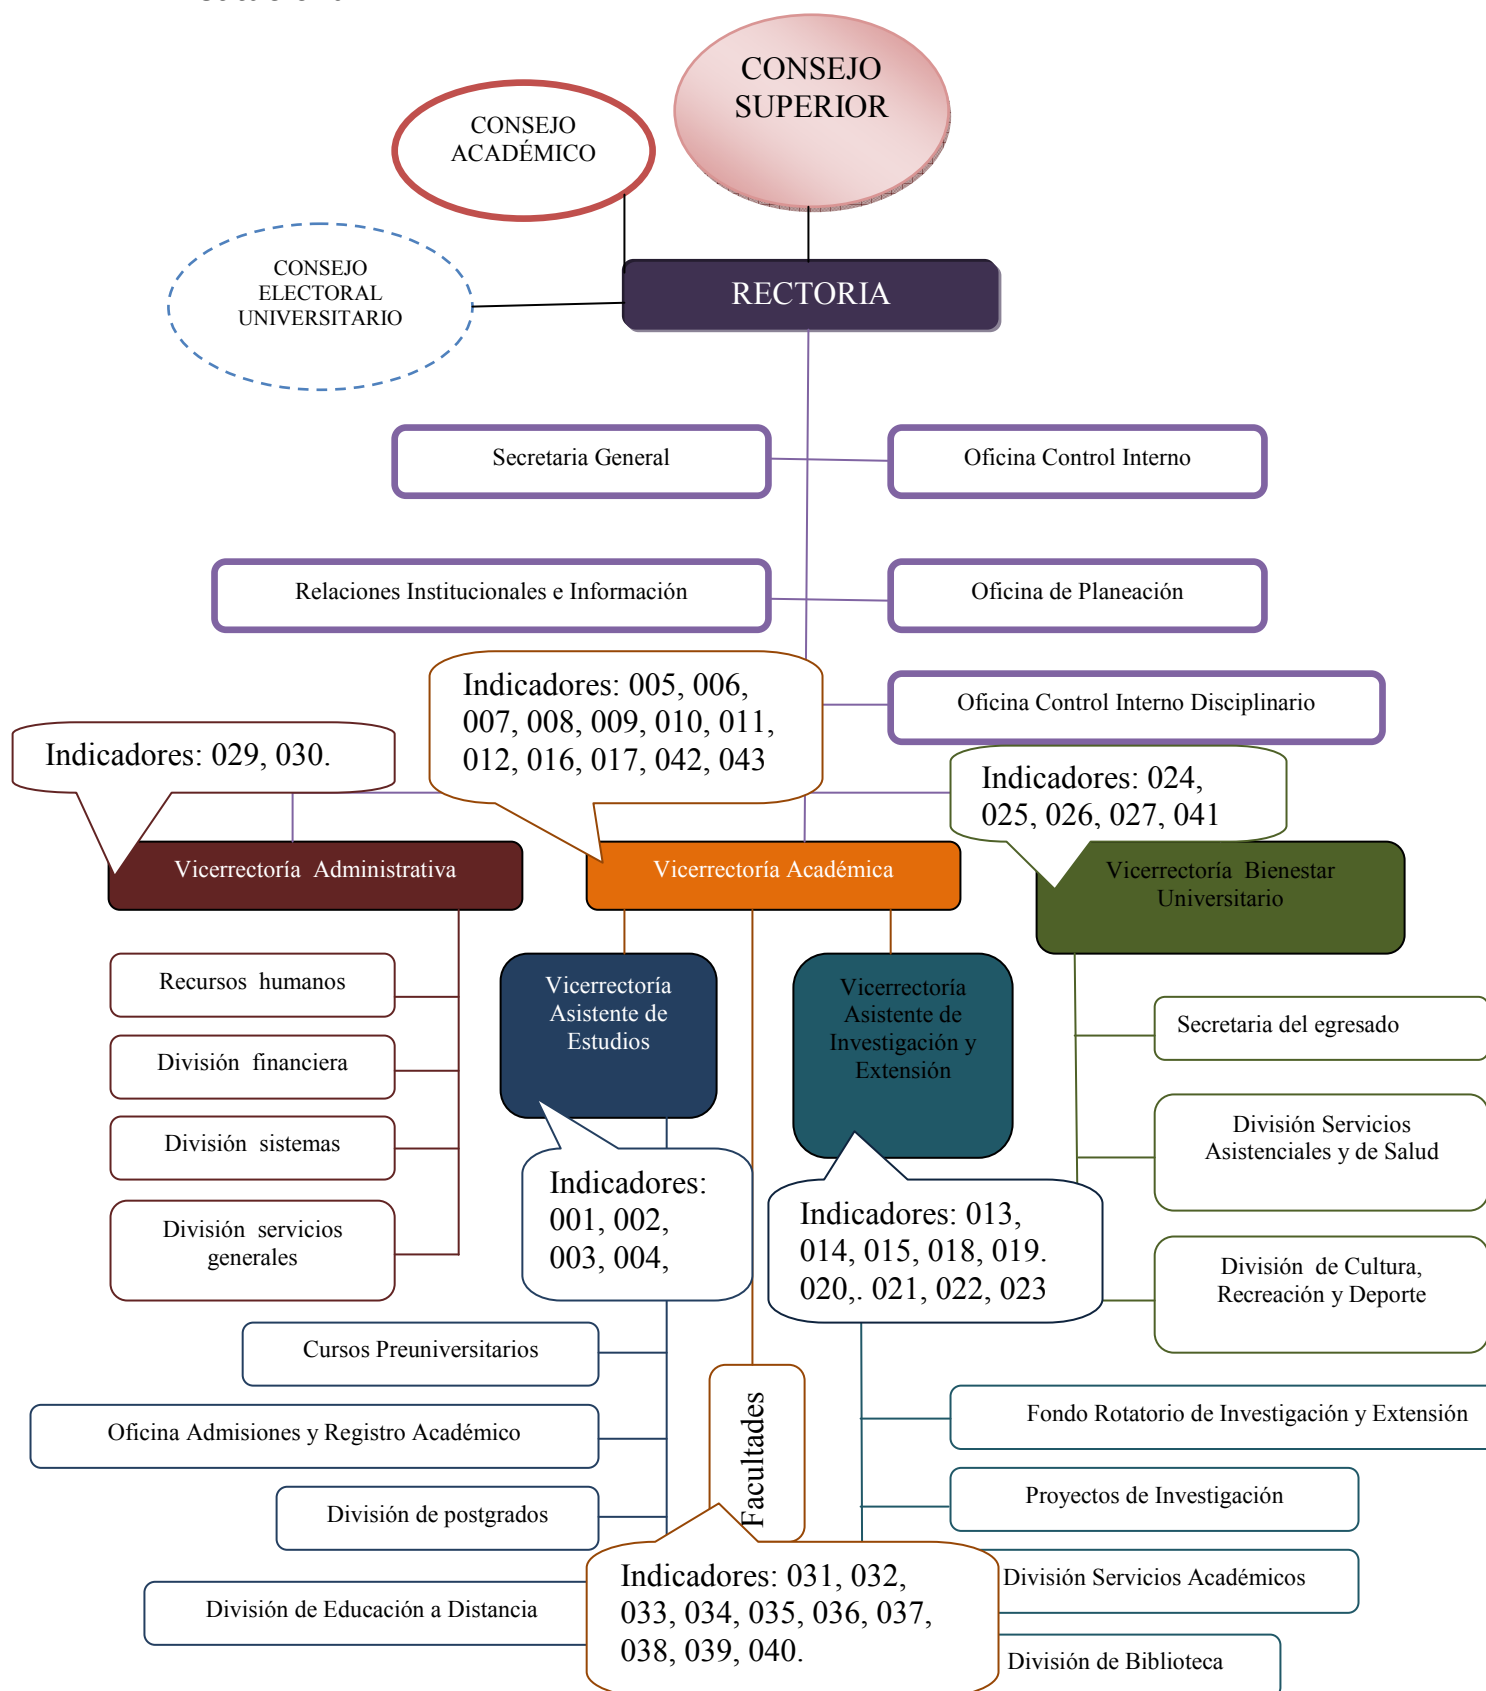 CONSEJO
SUPERIOR
CONSEJO
ACADÉMICO
CONSEJO
ELECTORAL
UNIVERSITARIO
RECTORIA
Secretaria General
Oficina Control Interno
Relaciones Institucionales e Información
Oficina de Planeación
Indicadores: 005, 006,
007, 008, 009, 010, 011,
012, 016, 017, 042, 043
Oficina Control Interno Disciplinario
Indicadores: 029, 030.
Indicadores: 024,
025, 026, 027, 041
Vicerrectoría Administrativa
Vicerrectoría Académica
Vicerrectoría Bienestar
Universitario
Recursos humanos
División financiera
División sistemas
División servicios
generales
Vicerrectoría
Asistente de
Estudios
Vicerrectoría
Asistente de
Investigación y
Extensión
Secretaria del egresado
División Servicios
Asistenciales y de Salud
División de Cultura,
Recreación y Deporte
Indicadores:
001, 002,
003, 004,
Indicadores: 013,
014, 015, 018, 019.
020,. 021, 022, 023
Cursos Preuniversitarios
Oficina Admisiones y Registro Académico
División de postgrados
División de Educación a Distancia
Facultades
Indicadores: 031, 032,
033, 034, 035, 036, 037,
038, 039, 040.
Fondo Rotatorio de Investigación y Extensión
Proyectos de Investigación
División Servicios Académicos
División de Biblioteca